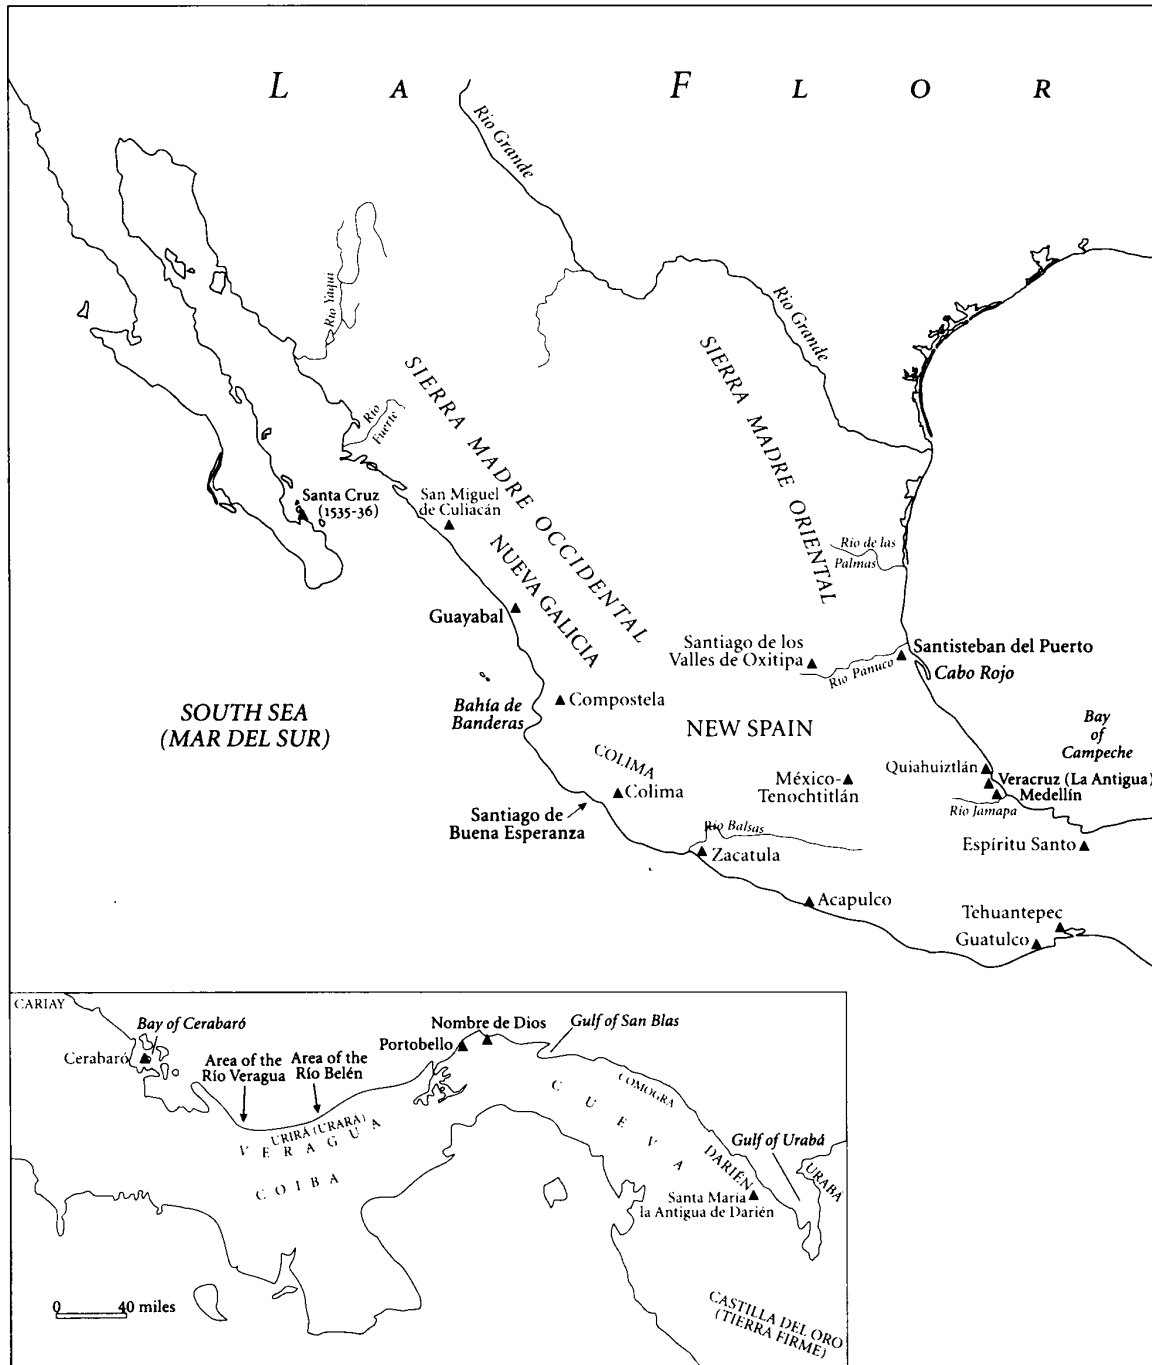 L A F L O R
Río Grande
Río Grande
Río Yaqui
Río
Fuerte
SIERRA MADRE OCCIDENTAL
SIERRA MADRE ORIENTAL
Santa Cruz
(1535-36)
San Miguel
de Culiacán
NUEVA GALICIA
Río de las
Palmas
Guayabal
Santiago de los
Valles de Oxitipa
Río Pánuco
Santisteban del Puerto
Cabo Rojo
Compostela
Bahía de
Banderas
SOUTH SEA
(MAR DEL SUR)
NEW SPAIN
Bay
of
Campeche
COLIMA
Colima
México-
Tenochtitlán
Quiahuiztlán
Veracruz (La Antigua)
Medellín
Río Jamapa
Santiago de
Buena Esperanza
Río Balsas
Zacatula
Espíritu Santo
Acapulco
Tehuantepec
Guatulco
CARIAY
Bay of Cerabaró
Cerabaró
Area of the
Río Veragua
Area of the
Río Belén
Nombre de Dios
Portobello
Gulf of San Blas
URIRÁ (URARÁ)
VERAGUA
COIBA
COMOGRA
CUEVA
DARIÉN
Gulf of Urabá
URABÁ
Santa María
la Antigua de Darién
0 40 miles
CASTILLA DEL ORO
(TIERRA FIRME)